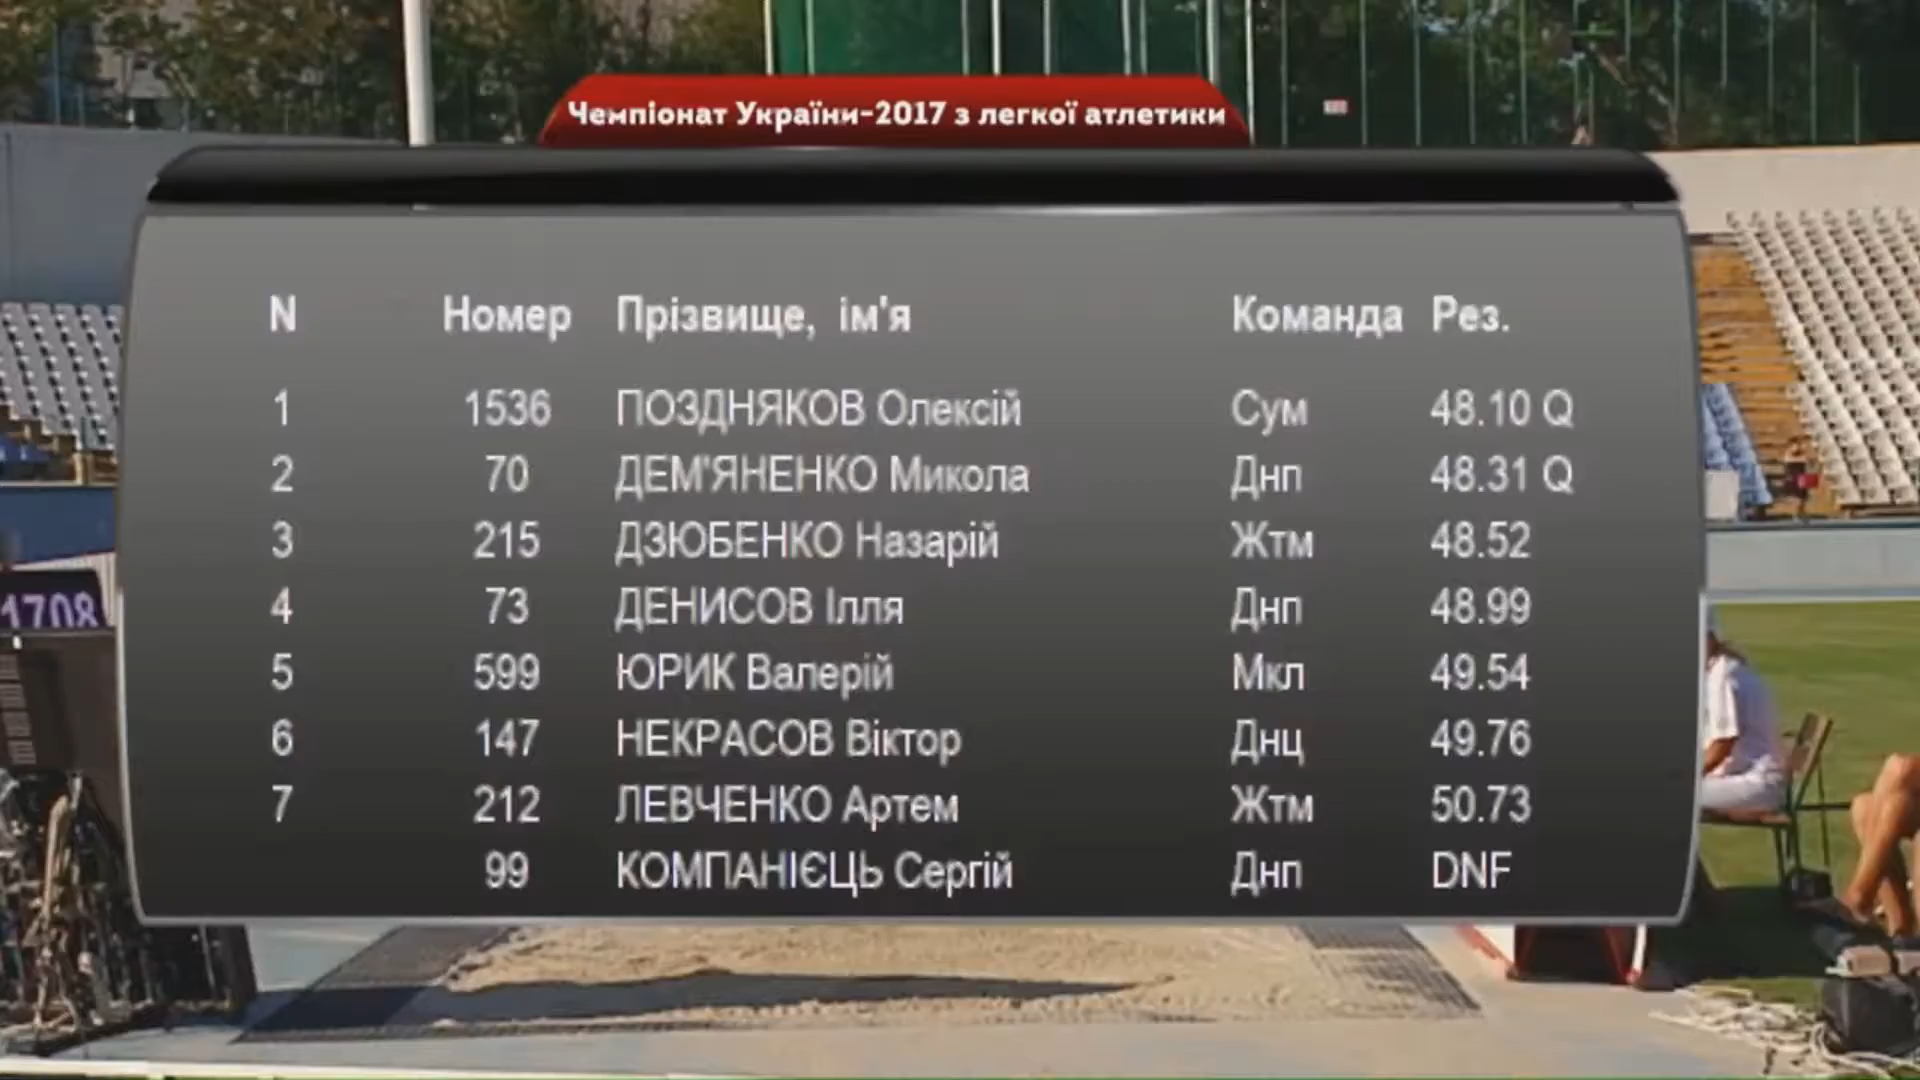 Чемпіонат України-2017 з легкої атлетики
N Номер Прізвище, ім'я Команда Рез.
1 1536 ПОЗДНЯКОВ Олексій Сум 48.10 Q
2 70 ДЕМ'ЯНЕНКО Микола Днп 48.31 Q
3 215 ДЗЮБЕНКО Назарій Жтм 48.52
4 73 ДЕНИСОВ Ілля Днп 48.99
5 599 ЮРИК Валерій Мкл 49.54
6 147 НЕКРАСОВ Віктор Днц 49.76
7 212 ЛЕВЧЕНКО Артем Жтм 50.73
99 КОМПАНІЄЦЬ Сергій Днп DNF
1708